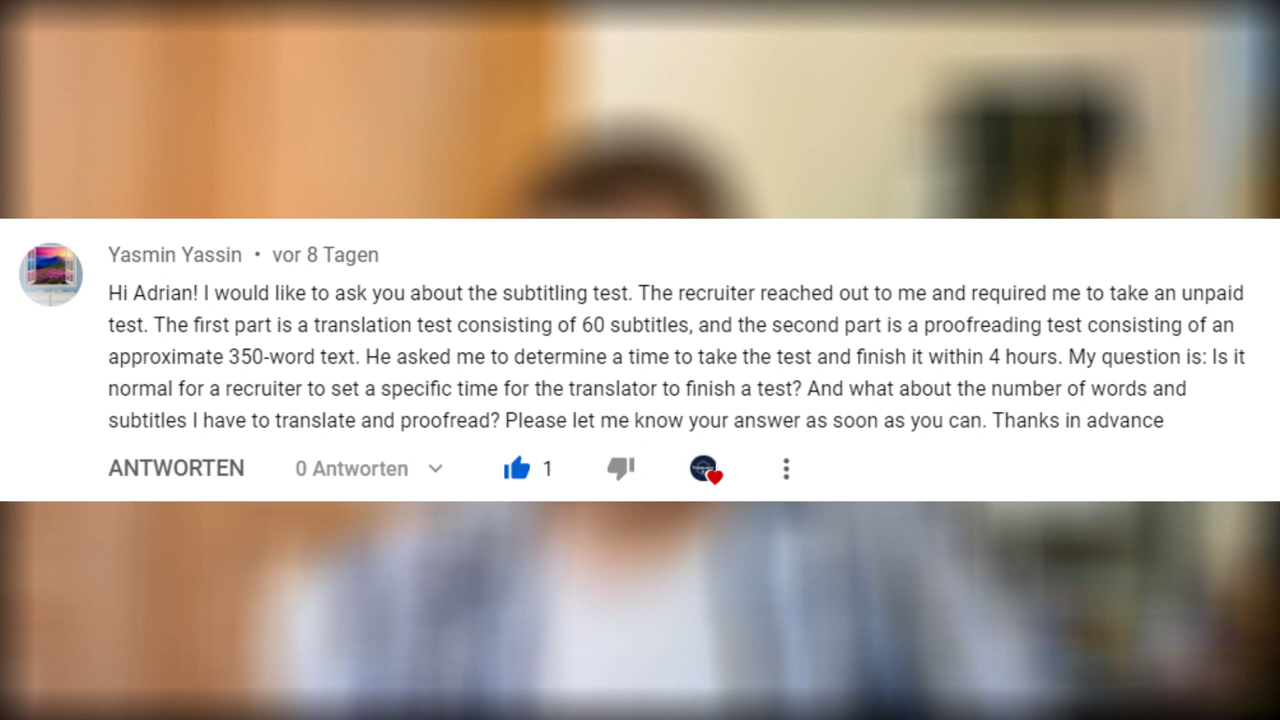 Yasmin Yassin • vor 8 Tagen
Hi Adrian! I would like to ask you about the subtitling test. The recruiter reached out to me and required me to take an unpaid
test. The first part is a translation test consisting of 60 subtitles, and the second part is a proofreading test consisting of an
approximate 350-word text. He asked me to determine a time to take the test and finish it within 4 hours. My question is: Is it
normal for a recruiter to set a specific time for the translator to finish a test? And what about the number of words and
subtitles I have to translate and proofread? Please let me know your answer as soon as you can. Thanks in advance
ANTWORTEN 0 Antworten 1